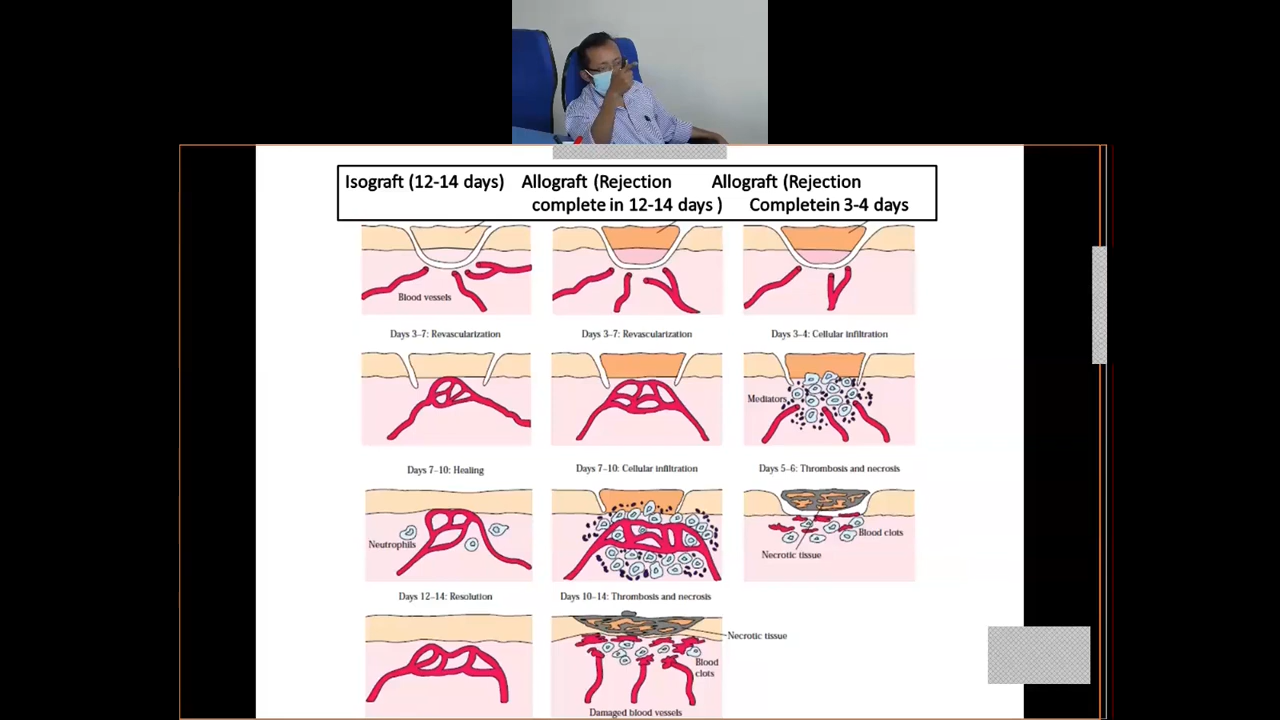 Isograft (12-14 days) Allograft (Rejection Allograft (Rejection
complete in 12-14 days ) Completein 3-4 days
Blood vessels
Days 3–7: Revascularization Days 3–7: Revascularization Days 3–4: Cellular infiltration
Mediators
Days 7–10: Healing Days 7–10: Cellular infiltration Days 5–6: Thrombosis and necrosis
Neutrophils
Blood clots
Necrotic tissue
Days 12–14: Resolution Days 10–14: Thrombosis and necrosis
Necrotic tissue
Blood
clots
Damaged blood vessels